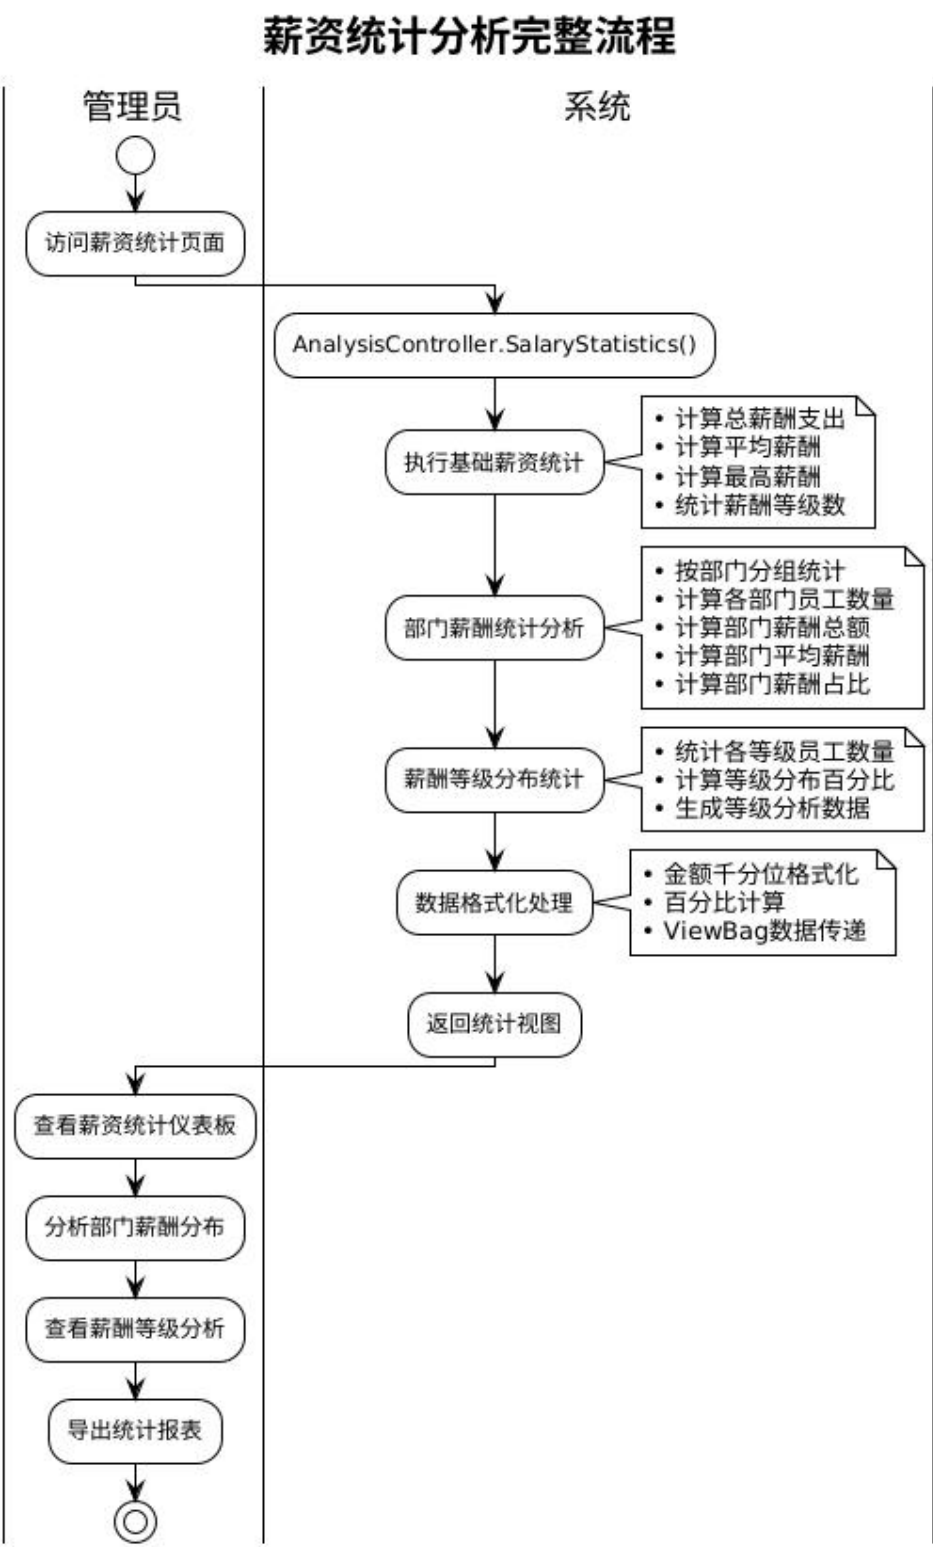 薪资统计分析完整流程
管理员
系统
访问薪资统计页面
AnalysisController.SalaryStatistics()
执行基础薪资统计
• 计算总薪酬支出
• 计算平均薪酬
• 计算最高薪酬
• 统计薪酬等级数
部门薪酬统计分析
• 按部门分组统计
• 计算各部门员工数量
• 计算部门薪酬总额
• 计算部门平均薪酬
• 计算部门薪酬占比
薪酬等级分布统计
• 统计各等级员工数量
• 计算等级分布百分比
• 生成等级分析数据
数据格式化处理
• 金额千分位格式化
• 百分比计算
• ViewBag数据传递
返回统计视图
查看薪资统计仪表板
分析部门薪酬分布
查看薪酬等级分析
导出统计报表